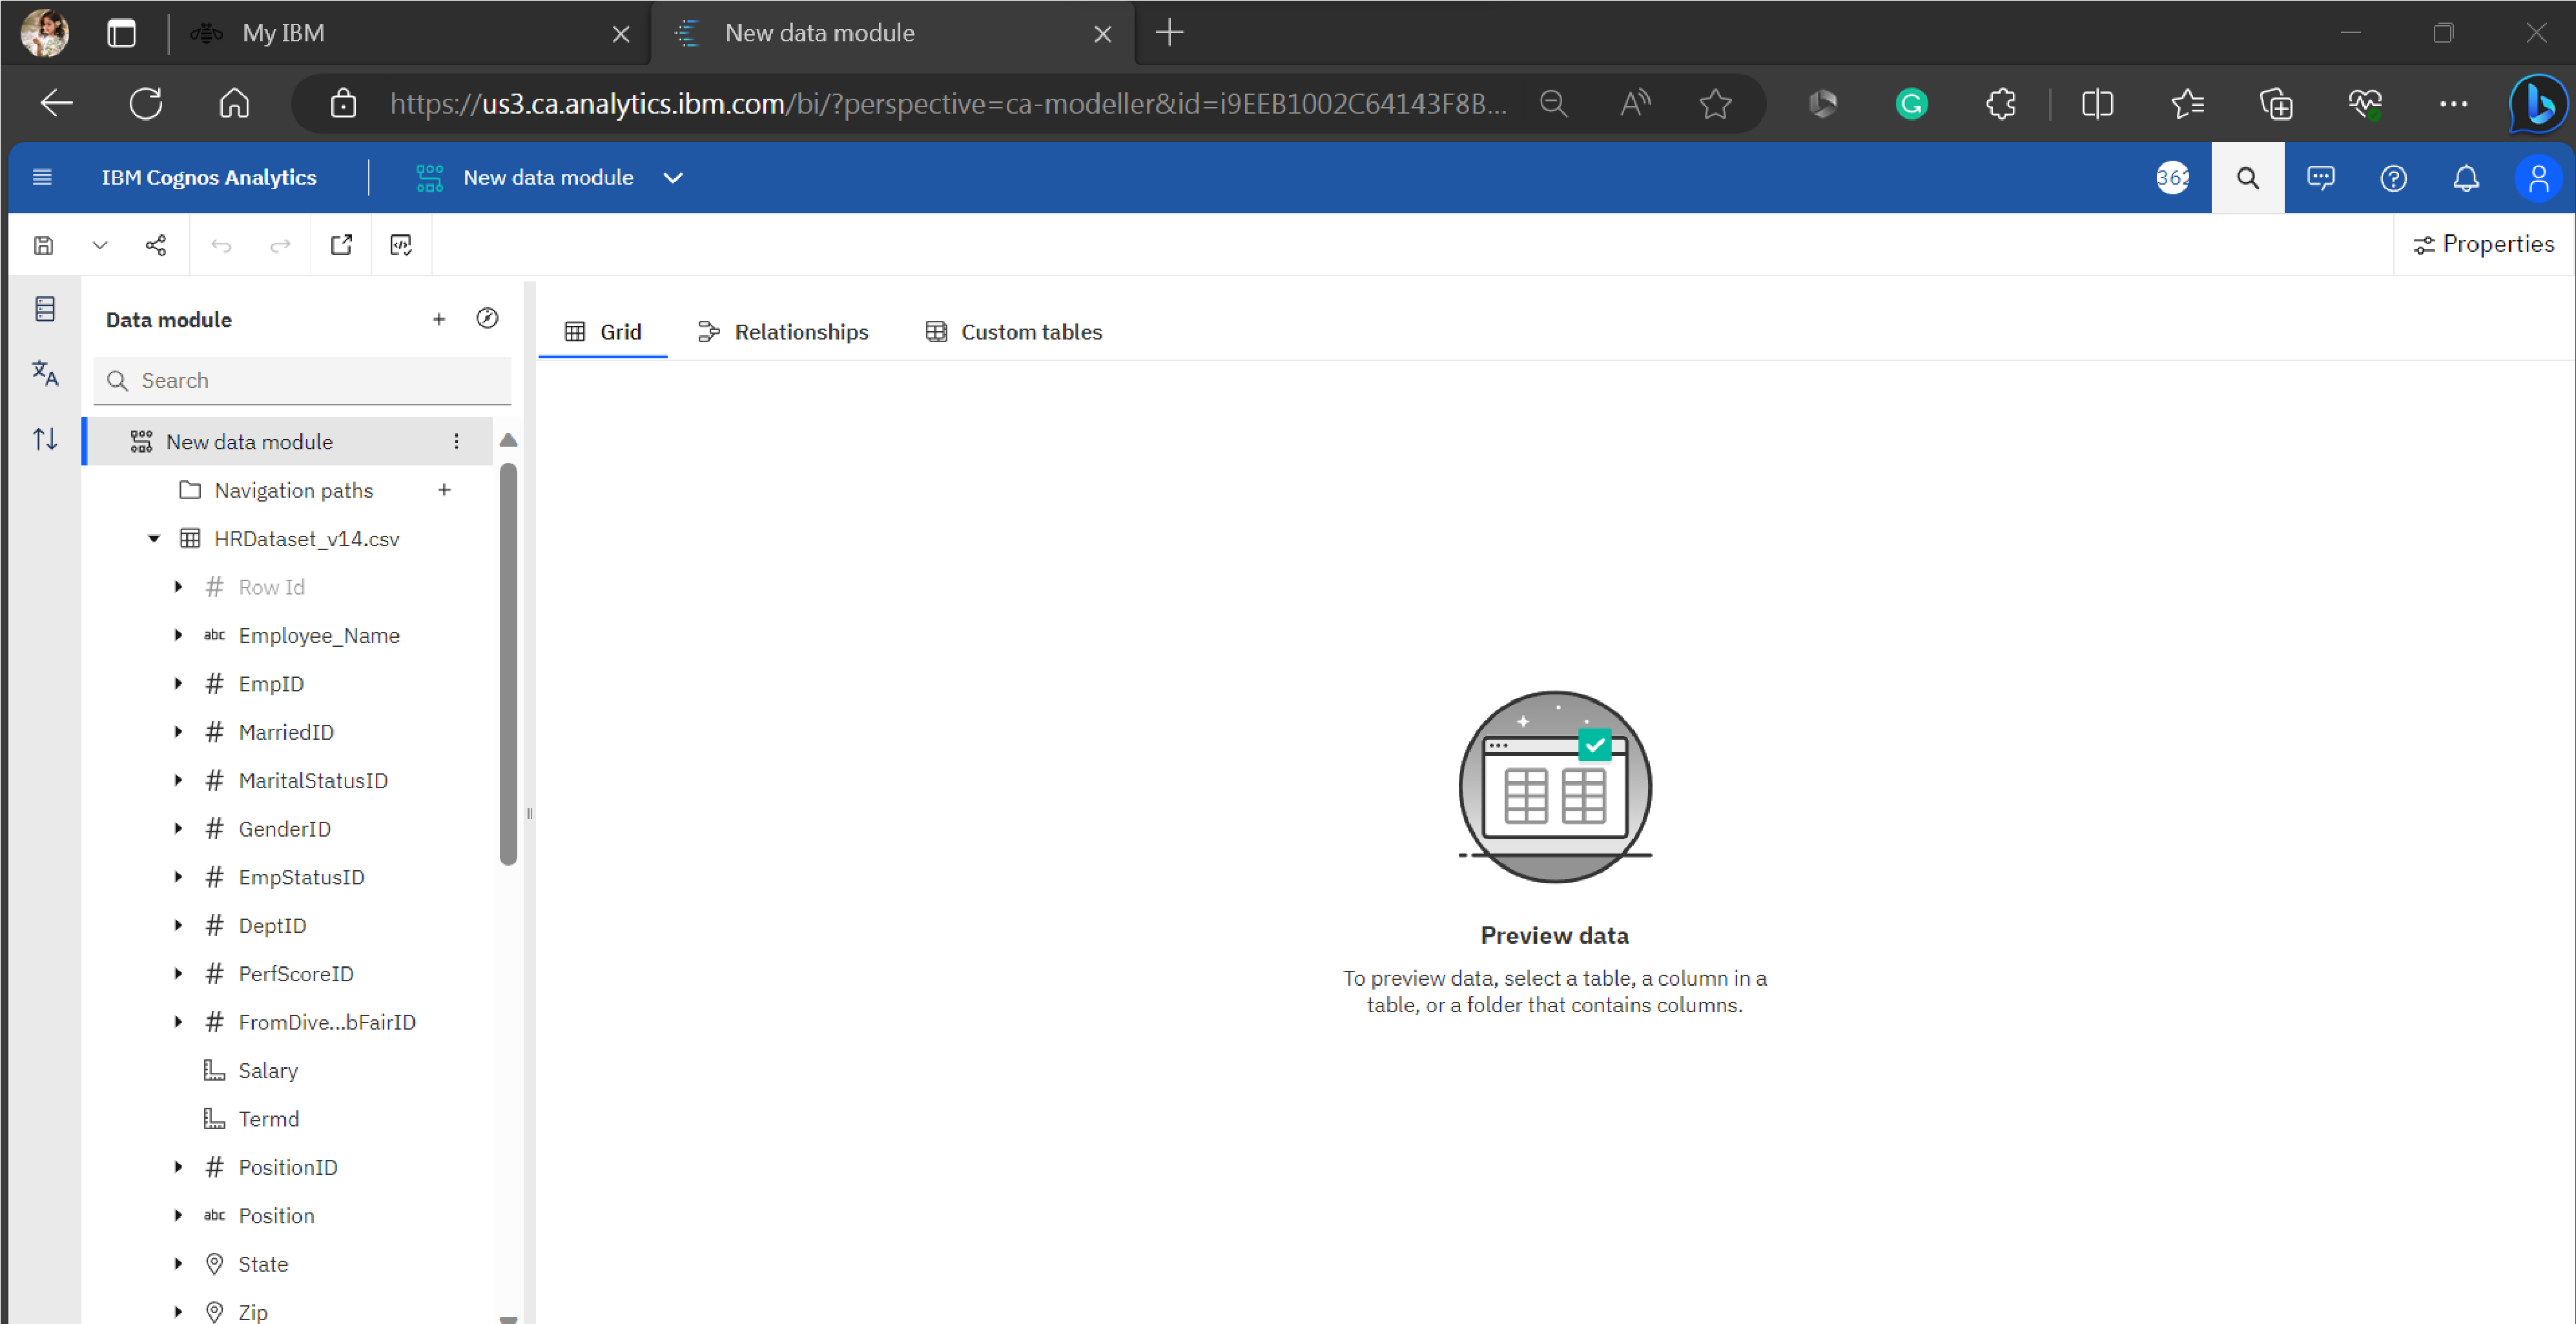 My IBM
New data module
https://us3.ca.analytics.ibm.com/bi/?perspective=ca-modeller&id=i9EEB1002C64143F8B...
IBM Cognos Analytics
New data module
362
Properties
Data module
Search
New data module
Navigation paths
HRDataset_v14.csv
# Row Id
abc Employee_Name
# EmpID
# MarriedID
# MaritalStatusID
# GenderID
# EmpStatusID
# DeptID
# PerfScoreID
# FromDive...bFairID
Salary
Termd
# PositionID
abc Position
State
Zip
Grid
Relationships
Custom tables
Preview data
To preview data, select a table, a column in a
table, or a folder that contains columns.